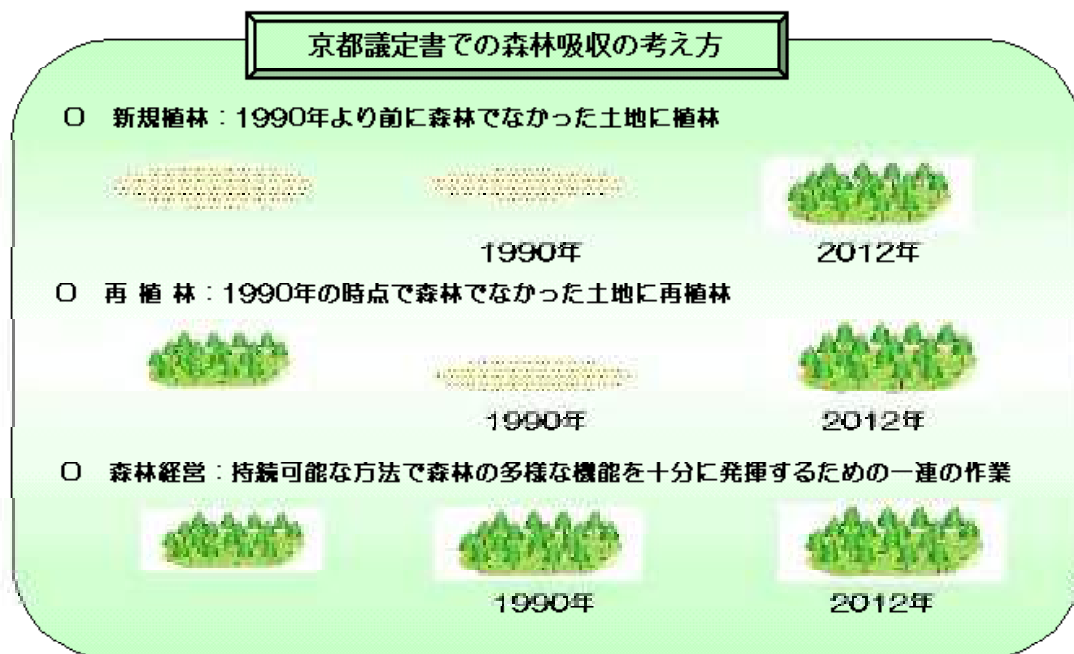 京都議定書での森林吸収の考え方
○ 新規植林：1990年より前に森林でなかった土地に植林
1990年 2012年
○ 再植林：1990年の時点で森林でなかった土地に再植林
1990年 2012年
○ 森林経営：持続可能な方法で森林の多様な機能を十分に発揮するための一連の作業
1990年 2012年